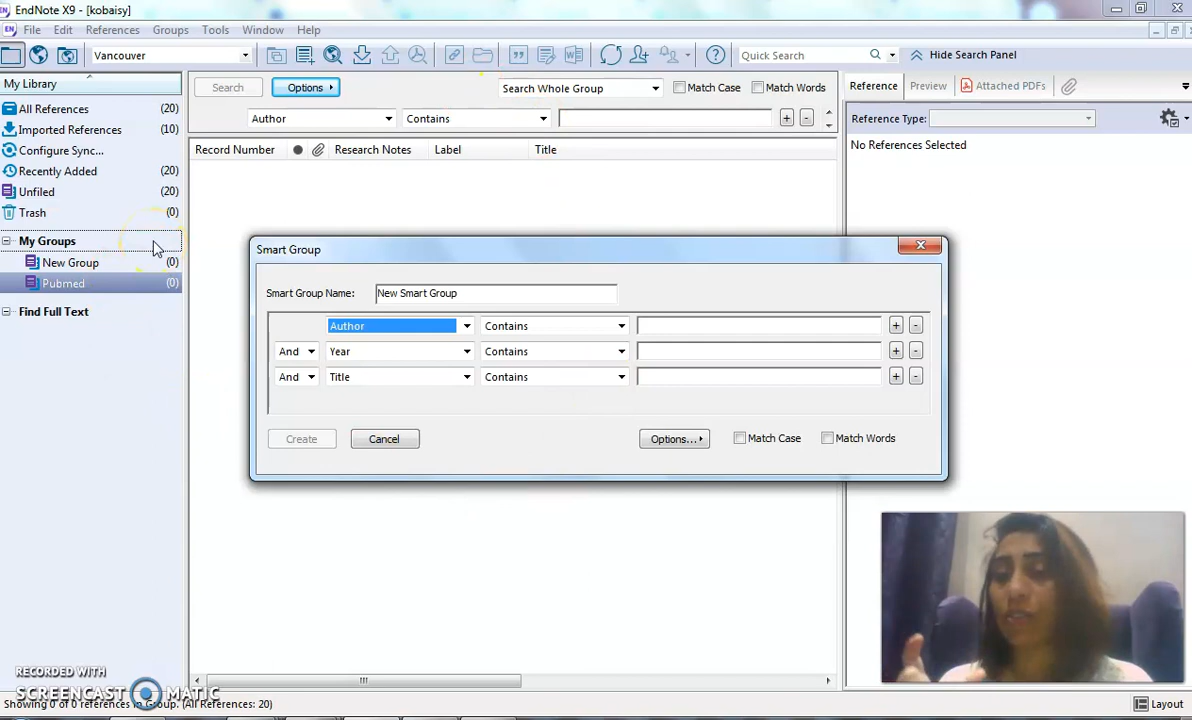 EndNote X9 - [kobaisy]
File Edit References Groups Tools Window Help
Vancouver Quick Search Hide Search Panel
My Library
All References (20)
Imported References (10)
Configure Sync...
Recently Added (20)
Unfiled (20)
Trash (0)
My Groups
New Group (0)
Pubmed (0)
Find Full Text
Search Options Search Whole Group Match Case Match Words
Author Contains + -
Record Number Research Notes Label Title
Reference Preview Attached PDFs
Reference Type:
No References Selected
Smart Group
Smart Group Name: New Smart Group
Author Contains + -
And Year Contains + -
And Title Contains + -
Create Cancel Options... Match Case Match Words
RECORDED WITH
SCREENCAST MATIC
Showing 0 of 0 references in Group. (All References: 20)
Layout